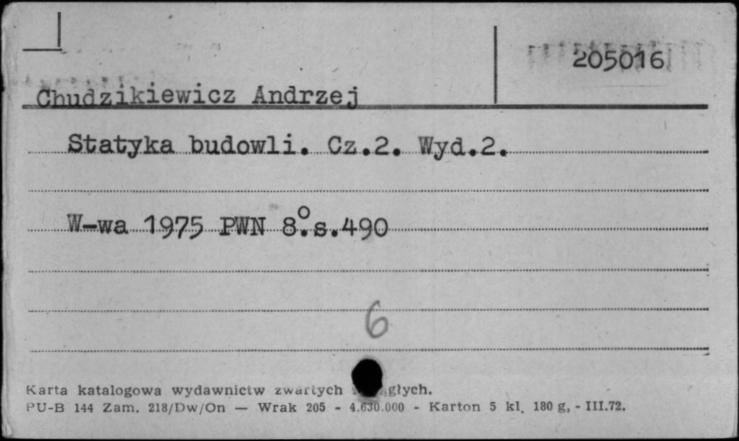 205016
Chudzikiewicz Andrzej
Statyka budowli. Cz.2. Wyd.2.
W-wa 1975 PWN 8°.s.490
6
Karta katalogowa wydawnictw zwartych
PU-B 144 Zam. 218/Dw/On — Wrak 205 - 4.630.000 - Karton 5 kl. 180 g, - III.72.